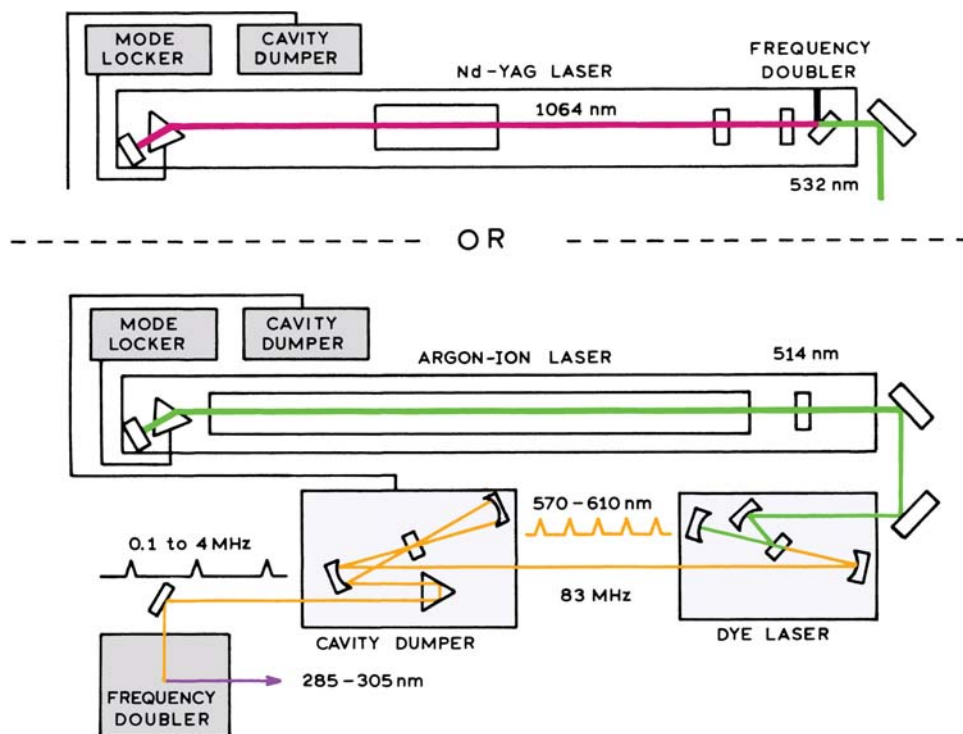 MODE
LOCKER
CAVITY
DUMPER
Nd-YAG LASER
FREQUENCY
DOUBLER
1064 nm
532 nm
OR
MODE
LOCKER
CAVITY
DUMPER
ARGON-ION LASER
514 nm
570-610 nm
0.1 to 4 MHz
83 MHz
CAVITY DUMPER
DYE LASER
FREQUENCY
DOUBLER
285-305 nm